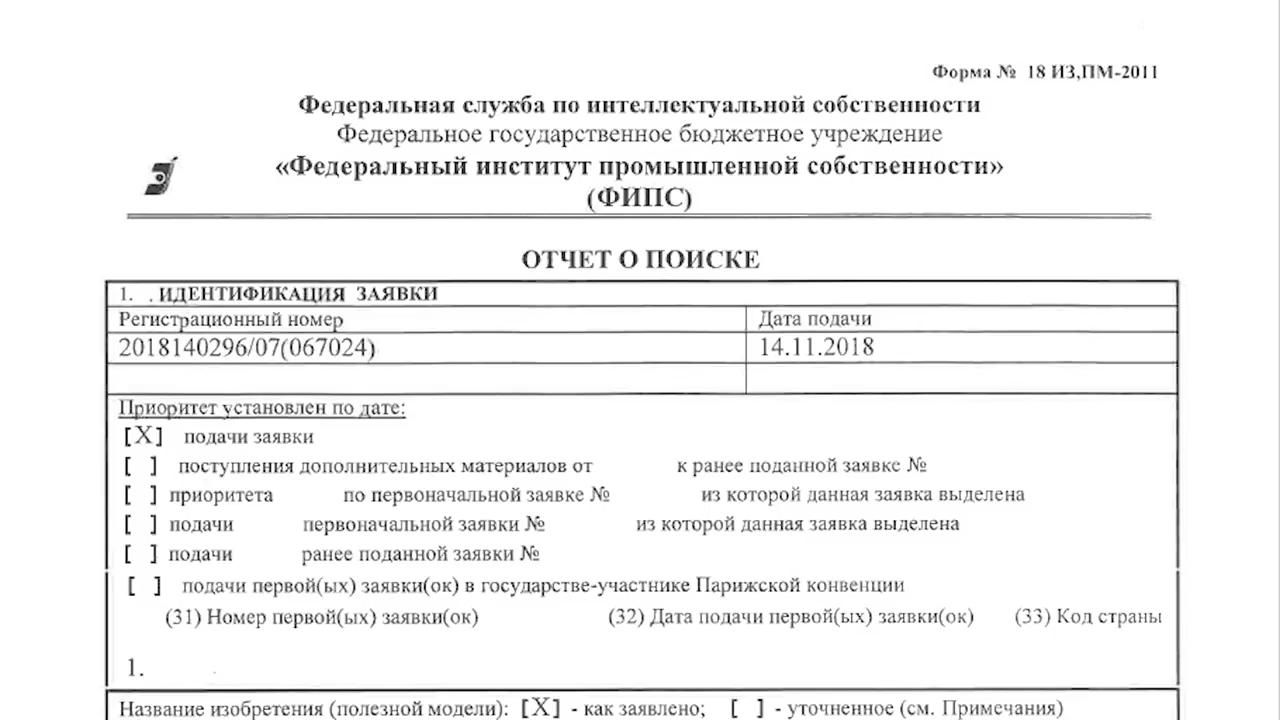 Форма № 18 ИЗ,ПМ-2011
Федеральная служба по интеллектуальной собственности
Федеральное государственное бюджетное учреждение
«Федеральный институт промышленной собственности»
(ФИПС)
ОТЧЕТ О ПОИСКЕ
1. . ИДЕНТИФИКАЦИЯ ЗАЯВКИ
Регистрационный номер Дата подачи
2018140296/07(067024) 14.11.2018
Приоритет установлен по дате:
[X] подачи заявки
[ ] поступления дополнительных материалов от к ранее поданной заявке №
[ ] приоритета по первоначальной заявке № из которой данная заявка выделена
[ ] подачи первоначальной заявки № из которой данная заявка выделена
[ ] подачи ранее поданной заявки №
[ ] подачи первой(ых) заявки(ок) в государстве-участнике Парижской конвенции
(31) Номер первой(ых) заявки(ок) (32) Дата подачи первой(ых) заявки(ок) (33) Код страны
1.
Название изобретения (полезной модели): [X] - как заявлено; [ ] - уточненное (см. Примечания)